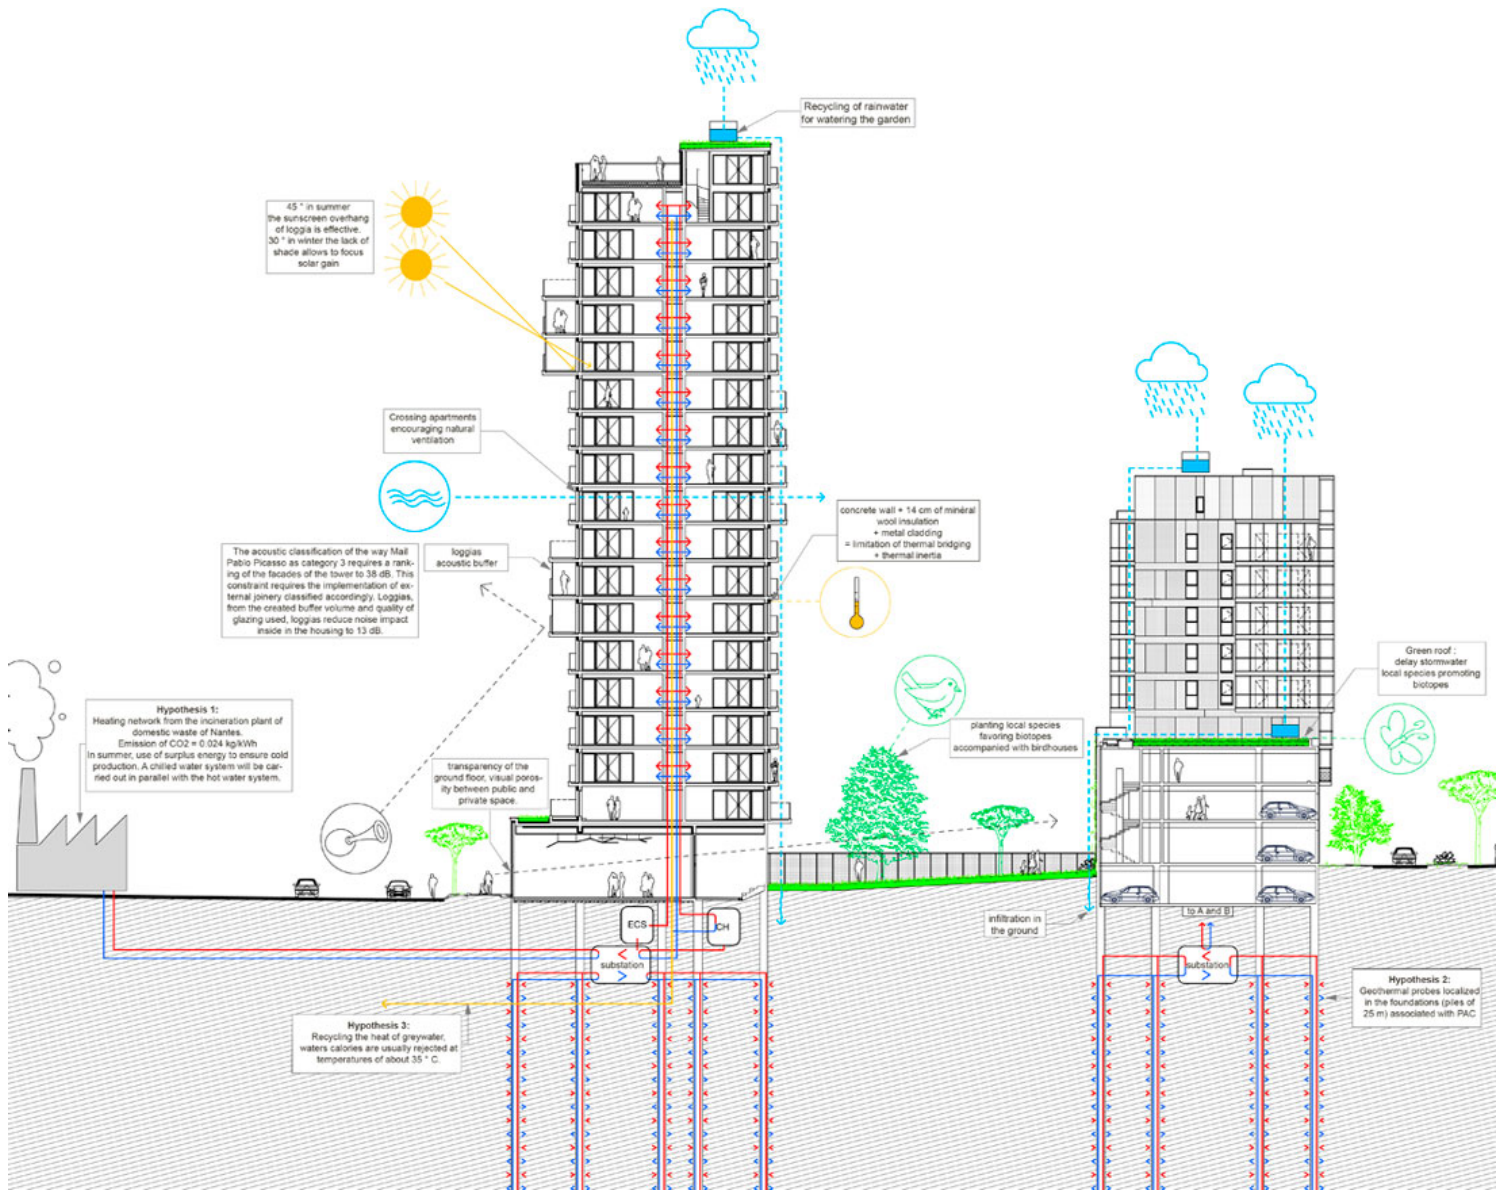 Recycling of rainwater
for watering the garden
45 ° in summer
the sunscreen overhang
of loggia is effective.
30 ° in winter the lack of
shade allows to focus
solar gain
Crossing apartments
encouraging natural
ventilation
concrete wall + 14 cm of minéral
wool insulation
+ metal cladding
= limitation of thermal bridging
+ thermal inertia
The acoustic classification of the way Mail
Pablo Picasso as category 3 requires a rank-
ing of the facades of the tower to 38 dB. This
constraint requires the implementation of ex-
ternal joinery classified accordingly. Loggias,
from the created buffer volume and quality of
glazing used, loggias reduce noise impact
inside in the housing to 13 dB.
loggias
acoustic buffer
Green roof :
delay stormwater
local species promoting
biotopes
Hypothesis 1:
Heating network from the incineration plant of
domestic waste of Nantes.
Emission of CO2 = 0.024 kg/kWh
In summer, use of surplus energy to ensure cold
production. A chilled water system will be car-
ried out in parallel with the hot water system.
planting local species
favoring biotopes
accompanied with birdhouses
transparency of the
ground floor, visual poros-
ity between public and
private space.
infiltration in
the ground
to A and B
ECS
CH
substation
substation
Hypothesis 2:
Geothermal probes localized
in the foundations (piles of
25 m) associated with PAC
Hypothesis 3:
Recycling the heat of greywater,
waters calories are usually rejected at
temperatures of about 35 ° C.